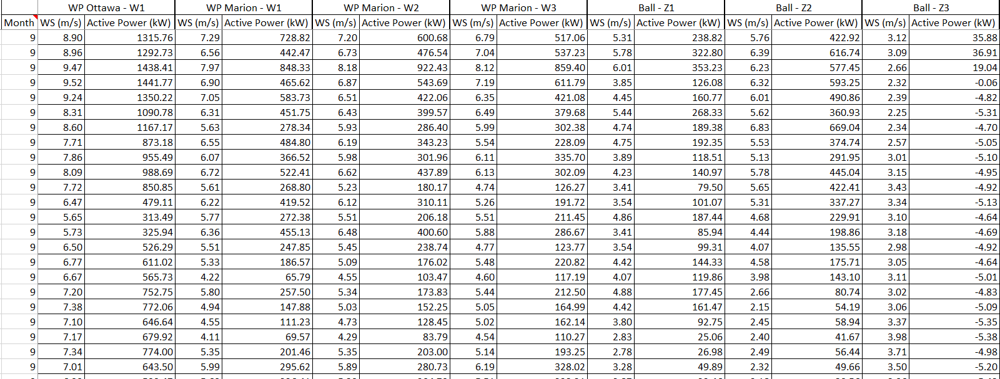 WP Ottawa - W1 WP Marion - W1 WP Marion - W2 WP Marion - W3 Ball - Z1 Ball - Z2 Ball - Z3
Month WS (m/s) Active Power (kW) WS (m/s) Active Power (kW) WS (m/s) Active Power (kW) WS (m/s) Active Power (kW) WS (m/s) Active Power (kW) WS (m/s) Active Power (kW) WS (m/s) Active Power (kW)
9 8.90 1315.76 7.29 728.82 7.20 600.68 6.79 517.06 5.31 238.82 5.76 422.92 3.12 35.88
9 8.96 1292.73 6.56 442.47 6.73 476.54 7.04 537.23 5.78 322.80 6.39 616.74 3.09 36.91
9 9.47 1438.41 7.97 848.33 8.18 922.43 8.12 859.40 6.01 353.23 6.23 577.45 2.66 19.04
9 9.52 1441.77 6.90 465.62 6.87 543.69 7.19 611.79 3.85 126.08 6.32 593.25 2.32 -0.06
9 9.24 1350.22 7.05 583.73 6.51 422.06 6.35 421.08 4.45 160.77 6.01 490.86 2.39 -4.82
9 8.31 1090.78 6.31 451.75 6.43 399.57 6.49 379.68 5.44 268.33 5.62 360.93 2.25 -5.31
9 8.60 1167.17 5.63 278.34 5.93 286.40 5.99 302.38 4.74 189.38 6.83 669.04 2.34 -4.70
9 7.71 873.18 6.55 484.80 6.19 343.23 5.54 228.09 4.75 192.35 5.53 374.74 2.57 -5.05
9 7.86 955.49 6.07 366.52 5.98 301.96 6.11 335.70 3.89 118.51 5.13 291.95 3.01 -5.10
9 8.09 988.69 6.72 522.41 6.62 437.89 6.13 302.09 4.23 140.97 5.78 445.04 3.15 -4.95
9 7.72 850.85 5.61 268.80 5.23 180.17 4.74 126.27 3.41 79.50 5.65 422.41 3.43 -4.92
9 6.47 479.11 6.22 419.52 6.12 310.11 5.26 191.72 3.54 101.07 5.31 337.27 3.34 -5.13
9 5.65 313.49 5.77 272.38 5.51 206.18 5.51 211.45 4.86 187.44 4.68 229.91 3.10 -4.64
9 5.73 325.94 6.36 455.13 6.48 400.60 5.88 286.67 3.41 85.94 4.44 198.86 3.18 -4.69
9 6.50 526.29 5.51 247.85 5.45 238.74 4.77 123.77 3.54 99.31 4.07 135.55 2.98 -4.92
9 6.77 611.02 5.33 186.57 5.09 176.02 5.48 220.82 4.42 144.33 4.58 175.71 3.05 -4.64
9 6.67 565.73 4.22 65.79 4.55 103.47 4.60 117.19 4.07 119.86 3.98 143.10 3.11 -5.01
9 7.20 752.75 5.80 257.50 5.34 173.83 5.44 212.50 4.88 177.45 2.66 80.74 3.02 -4.83
9 7.38 772.06 4.94 147.88 5.03 152.25 5.05 164.99 4.42 161.47 2.15 54.19 3.06 -5.09
9 7.10 646.64 4.55 111.23 4.73 128.45 5.02 162.14 3.80 92.75 2.45 58.94 3.37 -5.35
9 7.17 679.92 4.11 69.57 4.29 83.79 4.54 110.27 2.83 25.06 2.40 41.67 3.98 -5.38
9 7.34 774.00 5.35 201.46 5.35 203.00 5.14 193.25 2.78 26.98 2.49 56.44 3.71 -4.98
9 7.01 643.50 5.99 295.62 5.89 280.73 6.19 328.02 3.28 49.89 2.32 49.66 3.50 -5.20